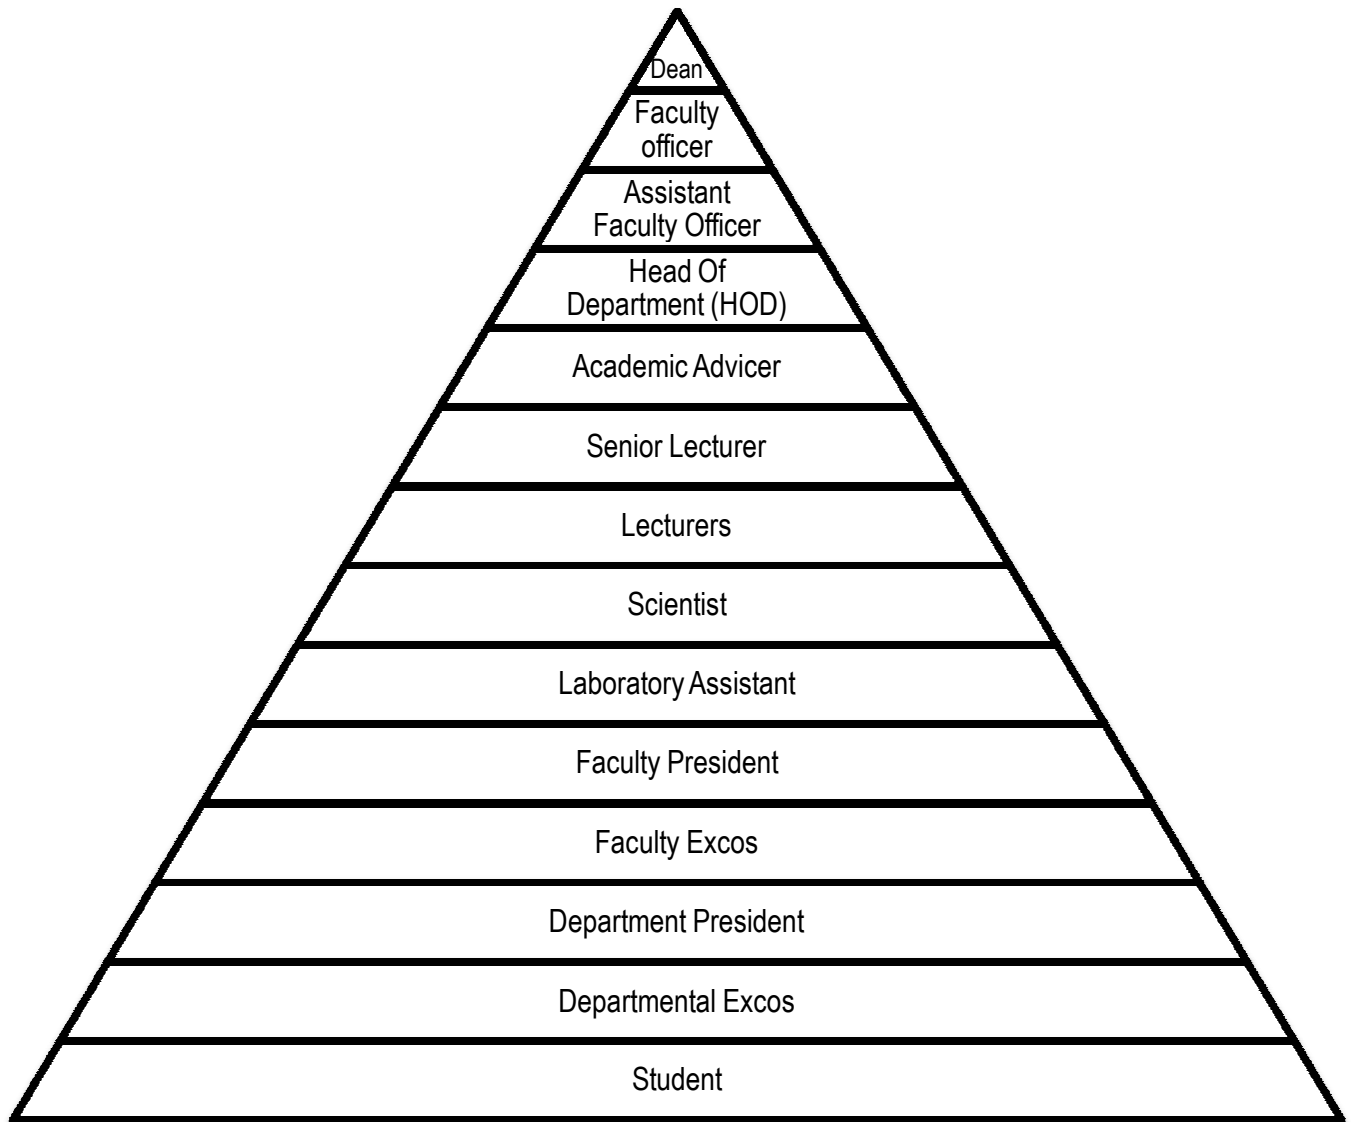 Dean
Faculty
officer
Assistant
Faculty Officer
Head Of
Department (HOD)
Academic Advicer
Senior Lecturer
Lecturers
Scientist
Laboratory Assistant
Faculty President
Faculty Excos
Department President
Departmental Excos
Student